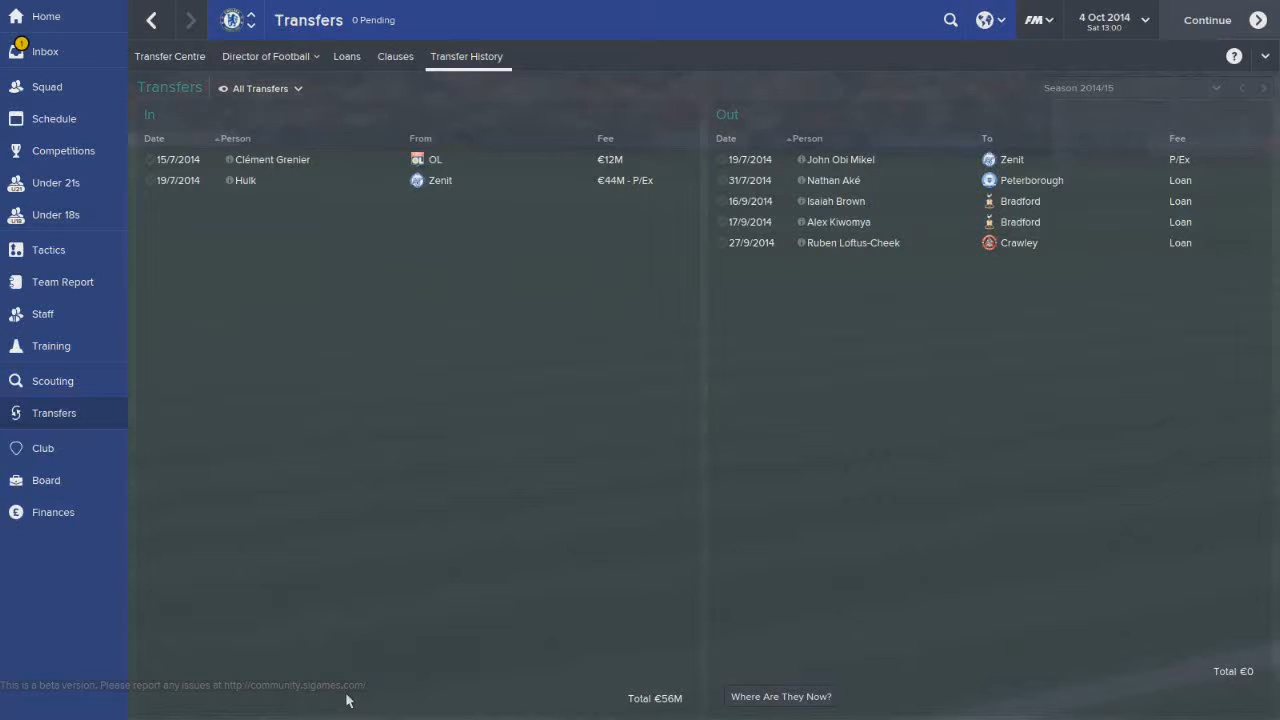 Home
Transfers 0 Pending
FM
4 Oct 2014
Sat 13:00
Continue
1
Inbox
Squad
Schedule
Competitions
U21
Under 21s
U18
Under 18s
Tactics
Team Report
Staff
Training
Scouting
Transfers
Club
Board
£ Finances
Transfer Centre Director of Football Loans Clauses Transfer History ?
Transfers All Transfers Season 2014/15
In
Date Person From Fee
15/7/2014 Clément Grenier OL €12M
19/7/2014 Hulk Zenit €44M - P/Ex
Total €56M
Out
Date Person To Fee
19/7/2014 John Obi Mikel Zenit P/Ex
31/7/2014 Nathan Aké Peterborough Loan
16/9/2014 Isaiah Brown Bradford Loan
17/9/2014 Alex Kiwomya Bradford Loan
27/9/2014 Ruben Loftus-Cheek Crawley Loan
Total €0
Where Are They Now?
This is a beta version. Please report any issues at http://community.sigames.com/